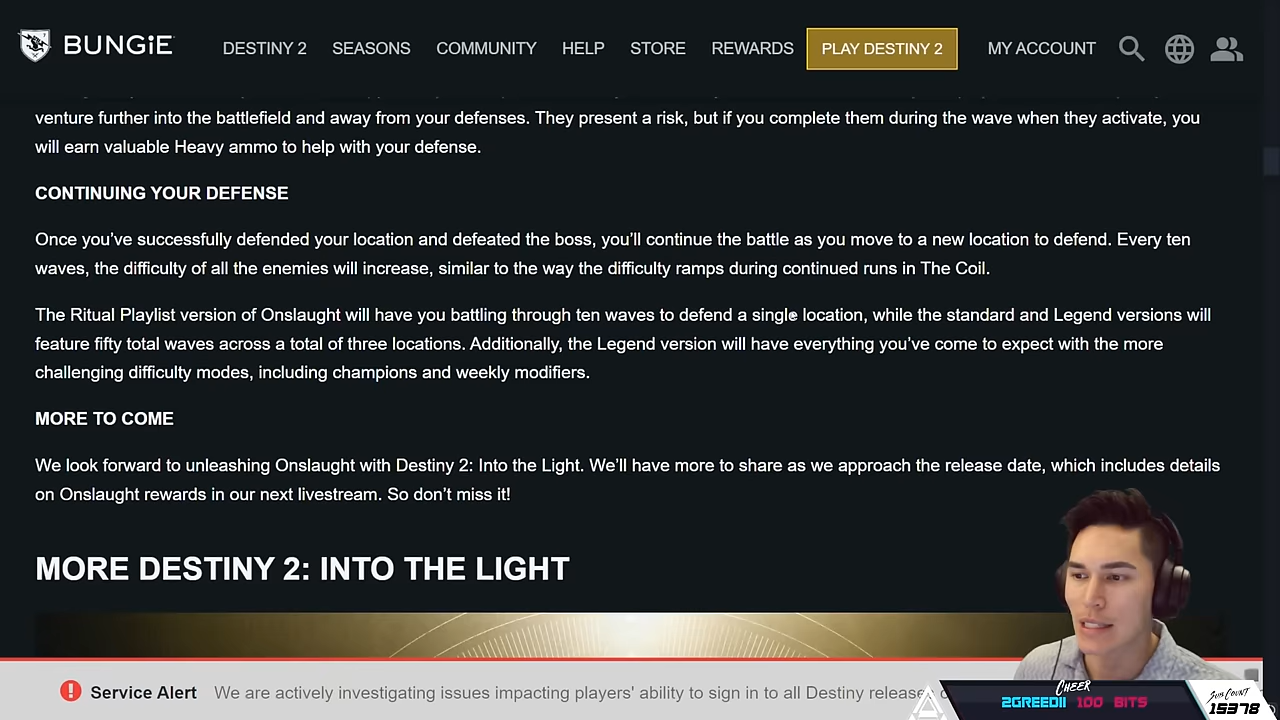 BUNGiE
DESTINY 2 SEASONS COMMUNITY HELP STORE REWARDS PLAY DESTINY 2 MY ACCOUNT
venture further into the battlefield and away from your defenses. They present a risk, but if you complete them during the wave when they activate, you
will earn valuable Heavy ammo to help with your defense.
CONTINUING YOUR DEFENSE
Once you’ve successfully defended your location and defeated the boss, you’ll continue the battle as you move to a new location to defend. Every ten
waves, the difficulty of all the enemies will increase, similar to the way the difficulty ramps during continued runs in The Coil.
The Ritual Playlist version of Onslaught will have you battling through ten waves to defend a single location, while the standard and Legend versions will
feature fifty total waves across a total of three locations. Additionally, the Legend version will have everything you’ve come to expect with the more
challenging difficulty modes, including champions and weekly modifiers.
MORE TO COME
We look forward to unleashing Onslaught with Destiny 2: Into the Light. We’ll have more to share as we approach the release date, which includes details
on Onslaught rewards in our next livestream. So don’t miss it!
MORE DESTINY 2: INTO THE LIGHT
Service Alert We are actively investigating issues impacting players' ability to sign in to all Destiny release
CHEER
2GREEDII 100 BITS
SUB COUNT
15378